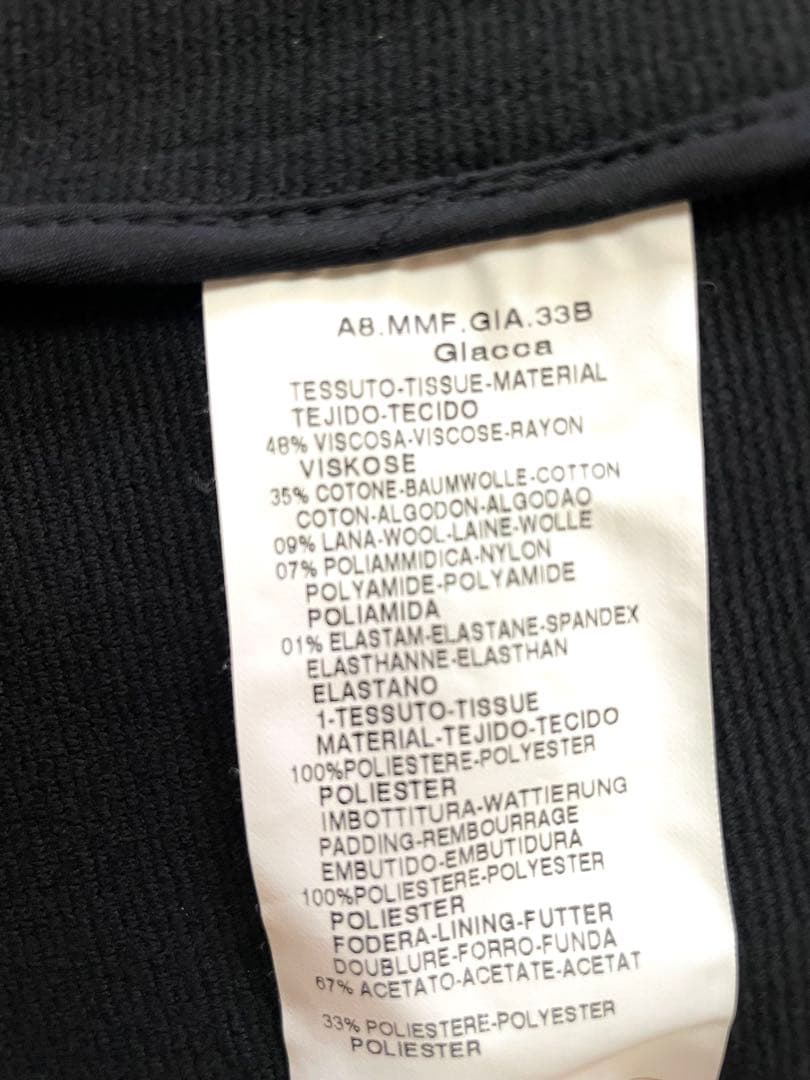 A8.MMF.GIA.33B
Giacca
TESSUTO-TISSUE-MATERIAL
TEJIDO-TECIDO
48% VISCOSA-VISCOSE-RAYON
VISKOSE
35% COTONE-BAUMWOLLE-COTTON
COTON-ALGODON-ALGODAO
09% LANA-WOOL-LAINE-WOLLE
07% POLIAMMIDICA-NYLON
POLYAMIDE-POLYAMIDE
POLIAMIDA
01% ELASTAM-ELASTANE-SPANDEX
ELASTHANNE-ELASTHAN
ELASTANO
1-TESSUTO-TISSUE
MATERIAL-TEJIDO-TECIDO
100%POLIESTERE-POLYESTER
POLIESTER
IMBOTTITURA-WATTIERUNG
PADDING-REMBOURRAGE
EMBUTIDO-EMBUTIDURA
100%POLIESTERE-POLYESTER
POLIESTER
FODERA-LINING-FUTTER
DOUBLURE-FORRO-FUNDA
67% ACETATO-ACETATE-ACETAT
33% POLIESTERE-POLYESTER
POLIESTER